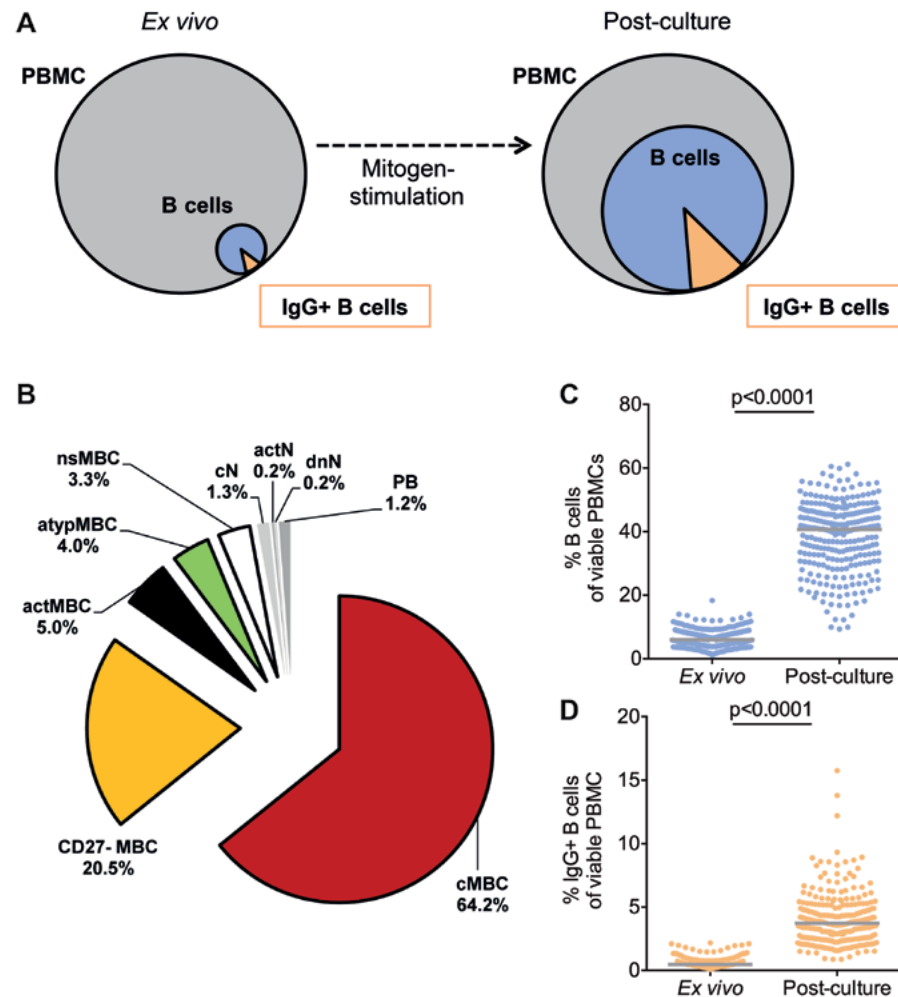 A
Ex vivo
Post-culture
PBMC
PBMC
B cells
B cells
Mitogen-
stimulation
IgG+ B cells
IgG+ B cells
B
nsMBC
3.3%
cN
1.3%
actN
0.2%
dnN
0.2%
PB
1.2%
atypMBC
4.0%
actMBC
5.0%
CD27- MBC
20.5%
cMBC
64.2%
C
p<0.0001
% B cells
of viable PBMCs
80
60
40
20
0
Ex vivo
Post-culture
D
p<0.0001
% IgG+ B cells
of viable PBMC
20
15
10
5
0
Ex vivo
Post-culture